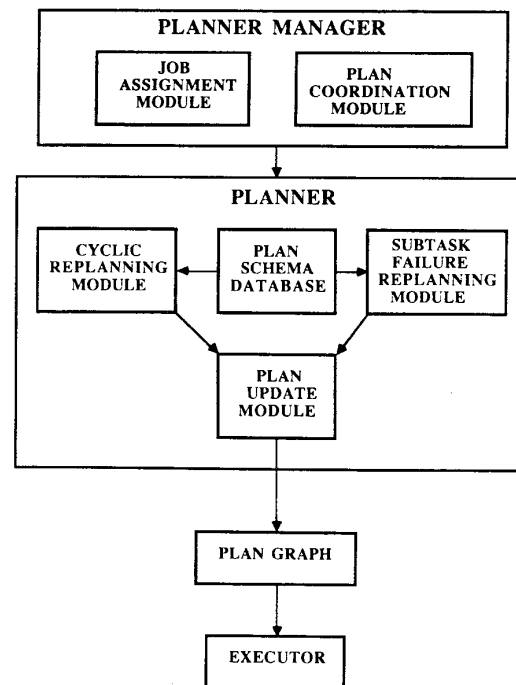 PLANNER MANAGER
JOB
ASSIGNMENT
MODULE
PLAN
COORDINATION
MODULE
PLANNER
CYCLIC
REPLANNING
MODULE
PLAN
SCHEMA
DATABASE
SUBTASK
FAILURE
REPLANNING
MODULE
PLAN
UPDATE
MODULE
PLAN GRAPH
EXECUTOR